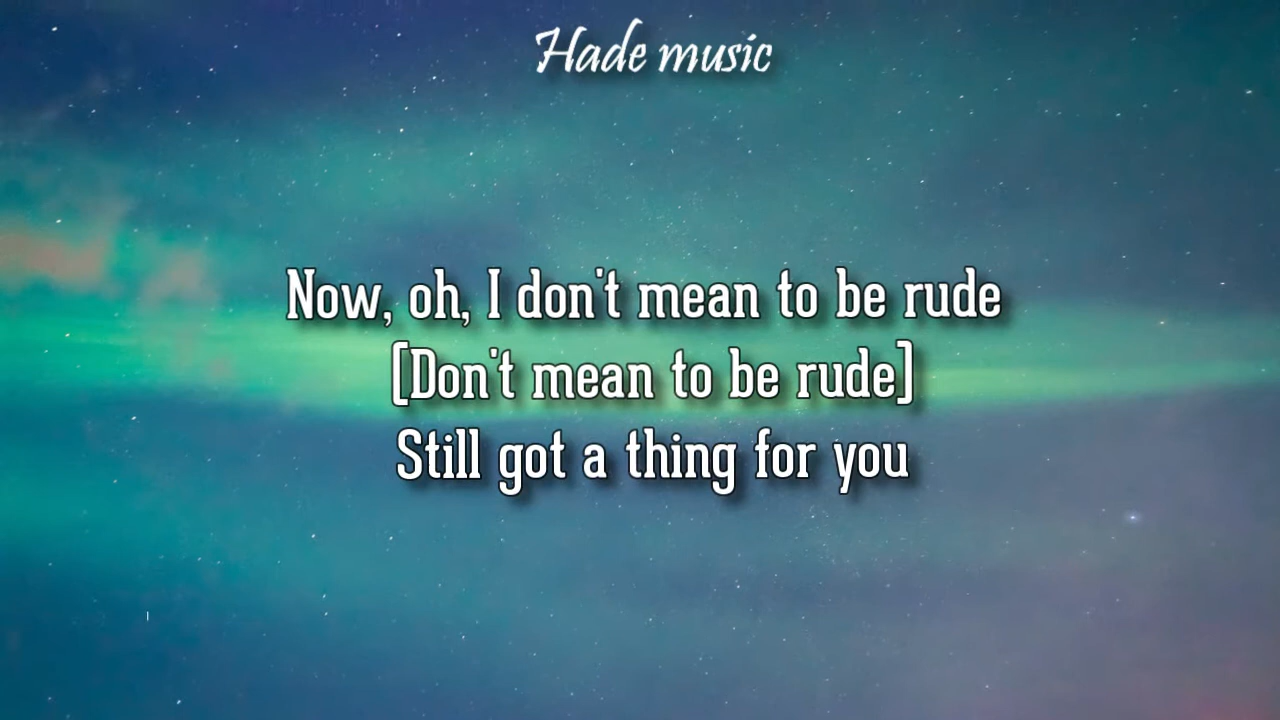 Hade music
Now, oh, I don't mean to be rude
[Don't mean to be rude]
Still got a thing for you